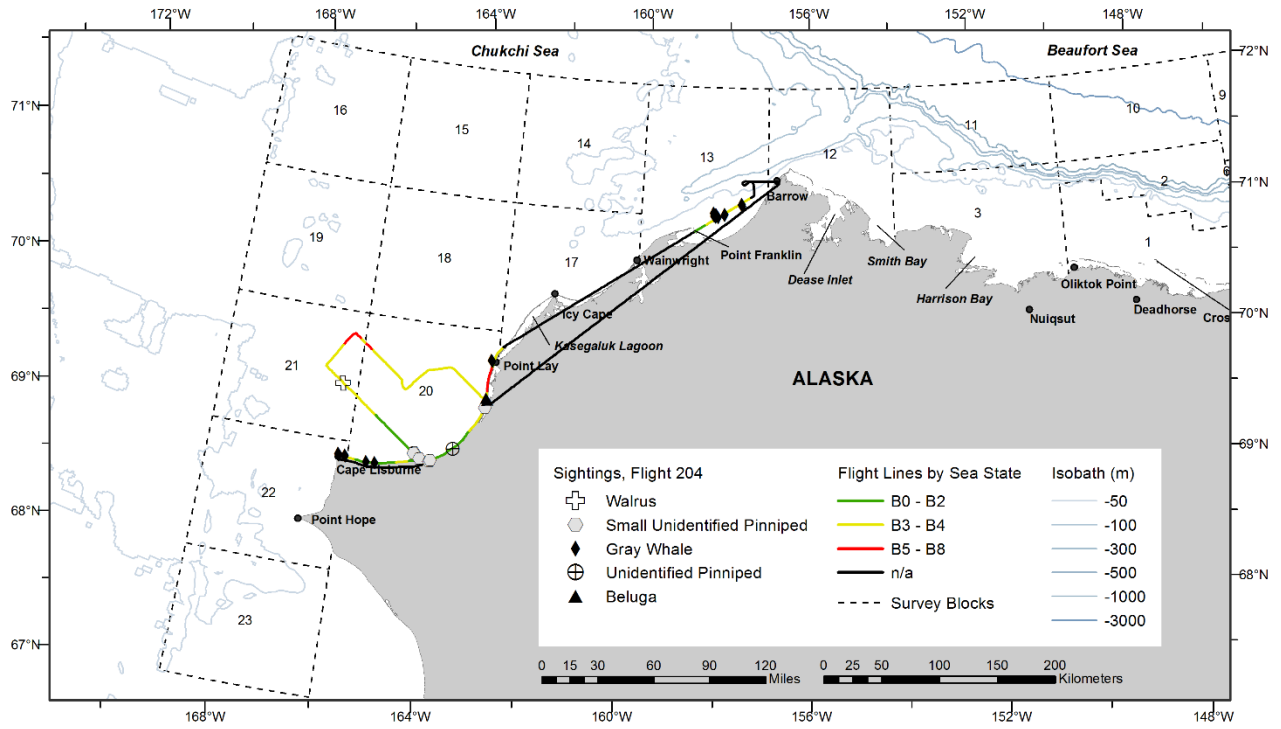 172°W 168°W 164°W 160°W 156°W 152°W 148°W
Chukchi Sea Beaufort Sea
72°N
71°N
16 15 14 13 12 11 10 9
71°N
2 6
Barrow
3
19 18 17
70°N
Wainwright
Point Franklin
Dease Inlet
Smith Bay
Harrison Bay
1
Oliktok Point
Nuiqsut
Deadhorse
Cros
70°N
Icy Cape
Kasegaluk Lagoon
69°N
21 20
Point Lay
ALASKA
69°N
Cape Lisburne
22
68°N
Point Hope
68°N
23
67°N
Sightings, Flight 204
Walrus
Small Unidentified Pinniped
Gray Whale
Unidentified Pinniped
Beluga
Flight Lines by Sea State
B0 - B2
B3 - B4
B5 - B8
n/a
Survey Blocks
Isobath (m)
-50
-100
-300
-500
-1000
-3000
0 15 30 60 90 120
Miles
0 25 50 100 150 200
Kilometers
168°W 164°W 160°W 156°W 152°W 148°W